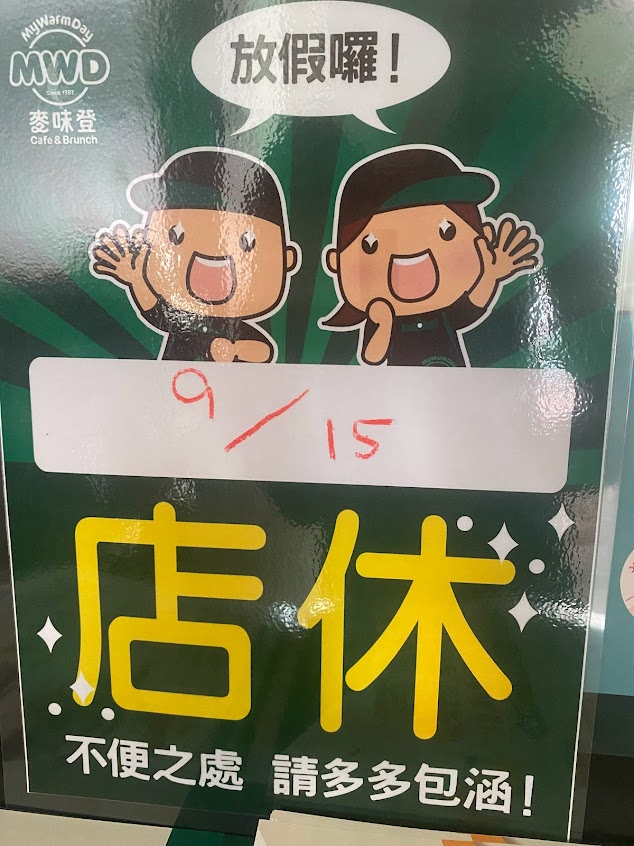 放假囉！
MyWarmDay
MWD
Since 1987
麥味登
Cafe & Brunch
9/15
店休
不便之處 請多多包涵！